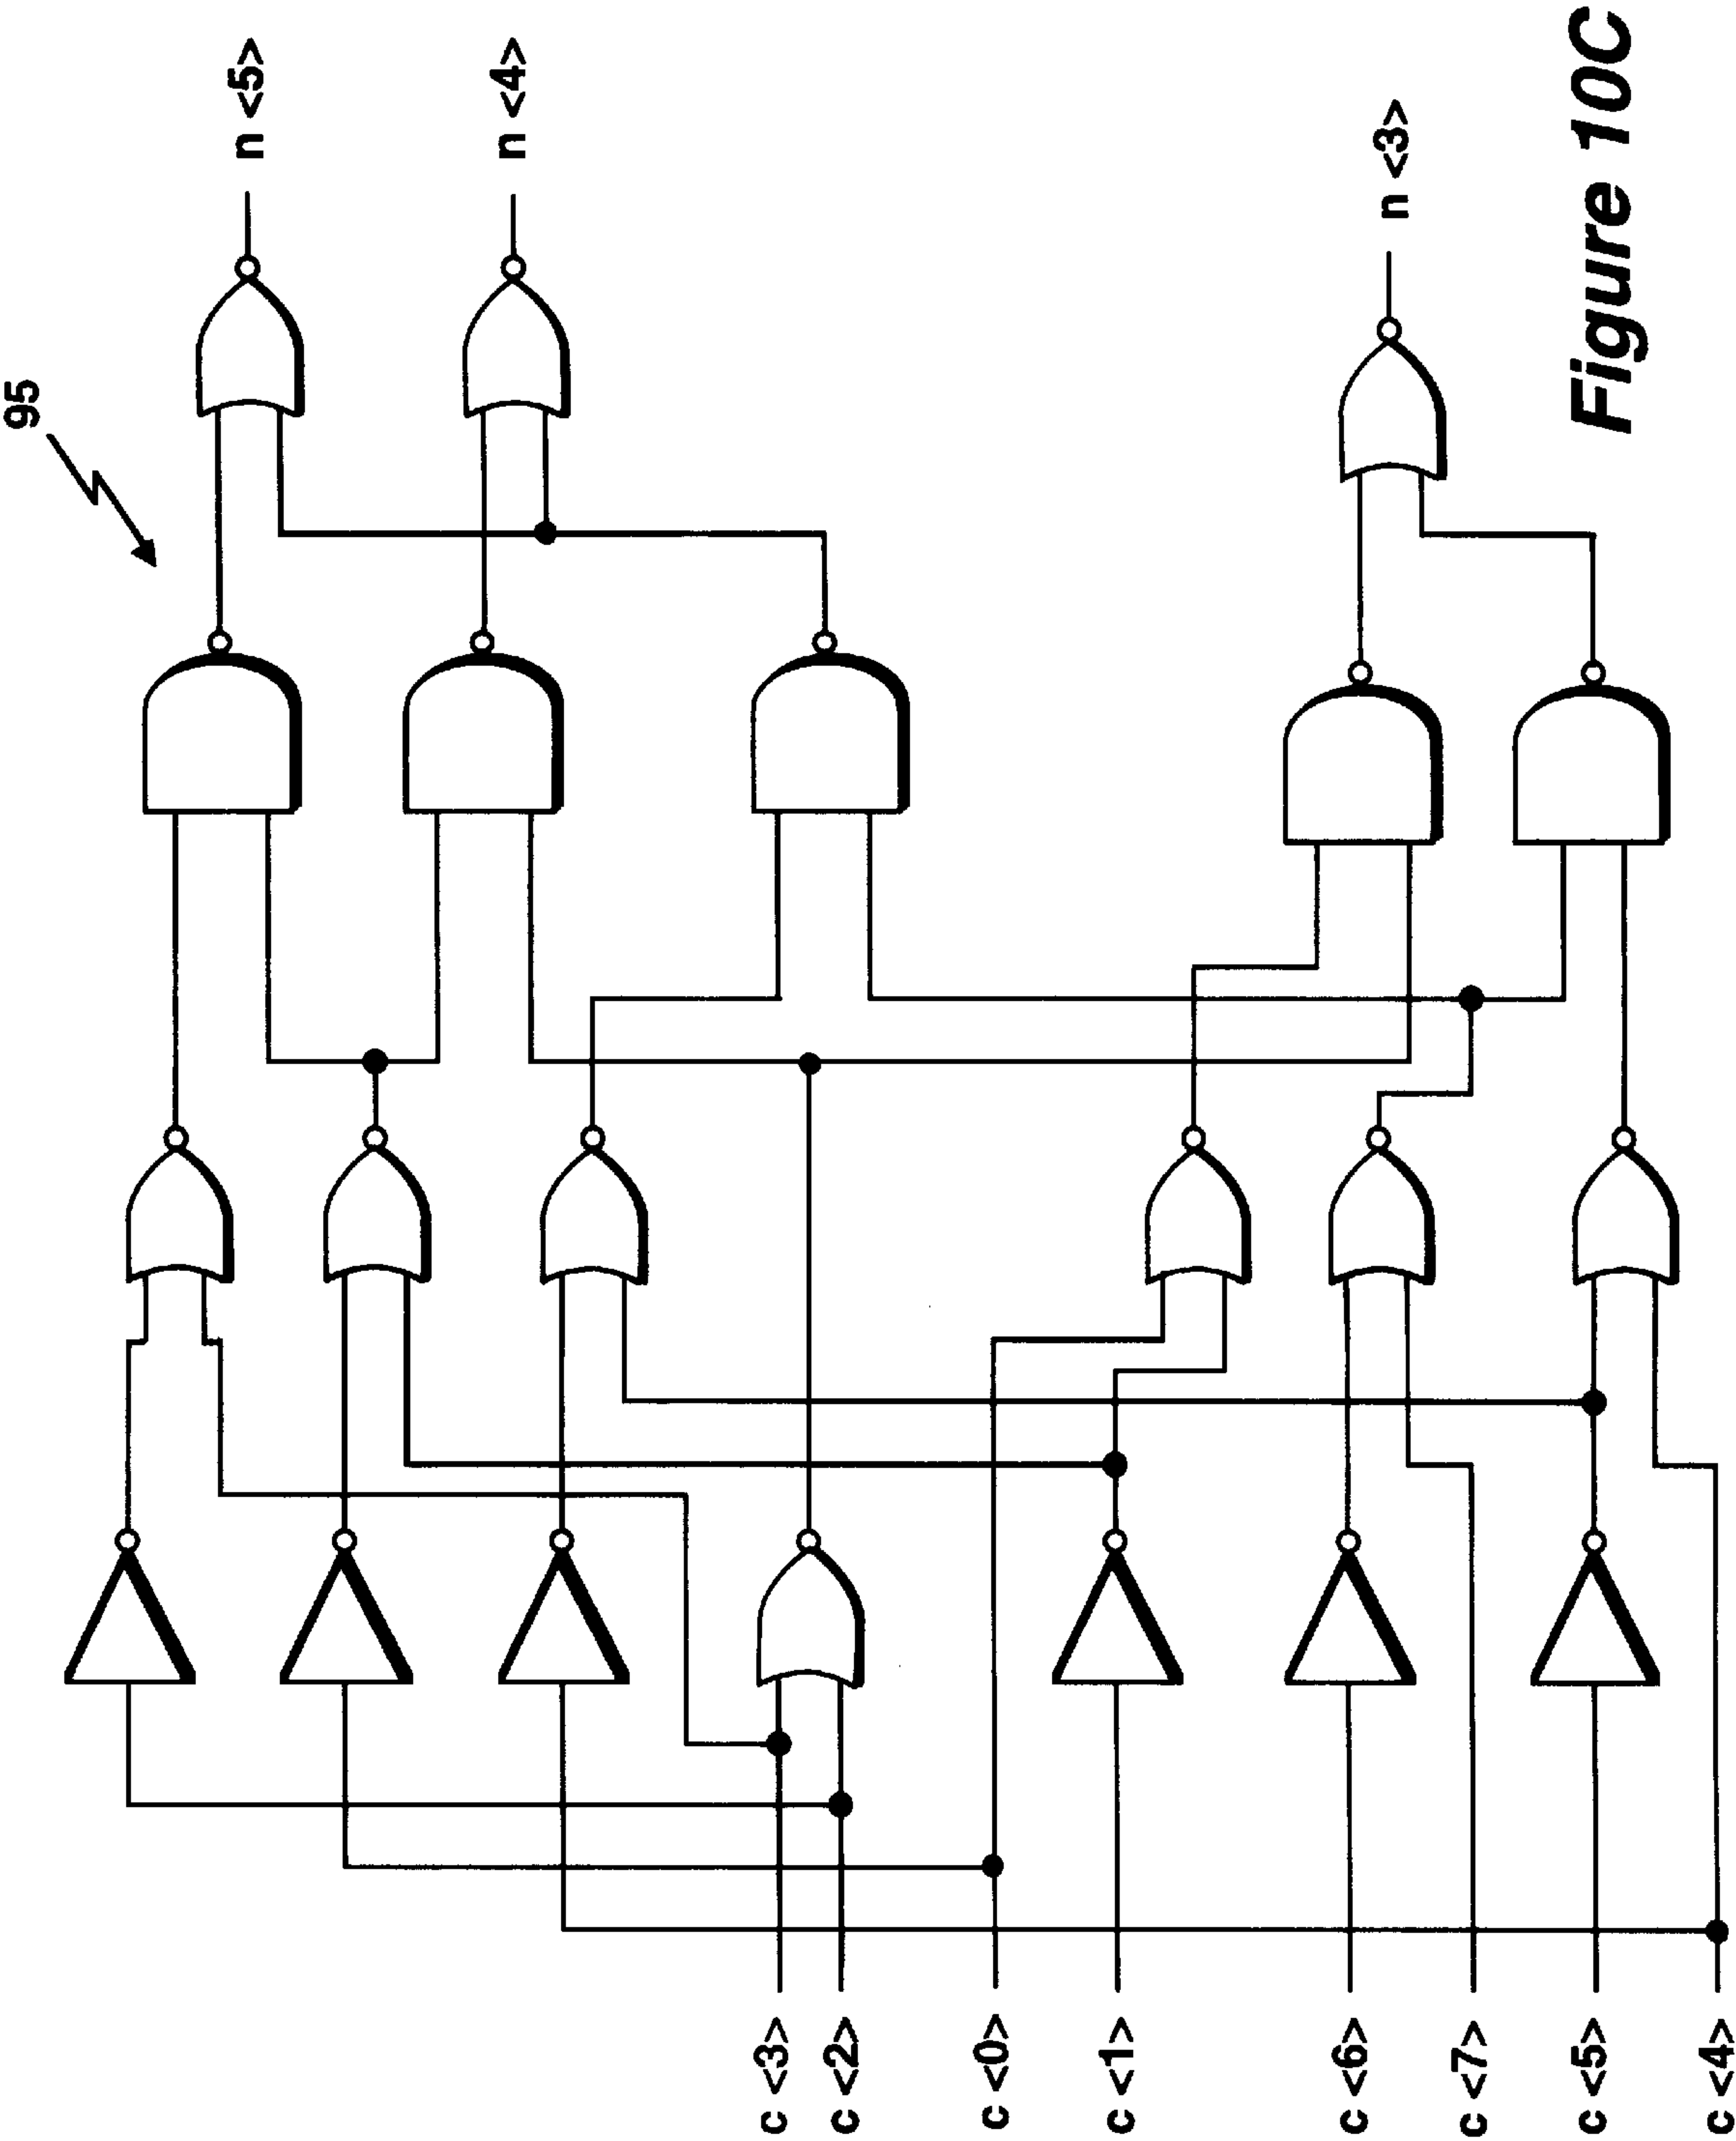 95
n <5>
n <4>
n <3>
c <3>
c <2>
c <0>
c <1>
c <6>
c <7>
c <5>
c <4>
Figure 10C